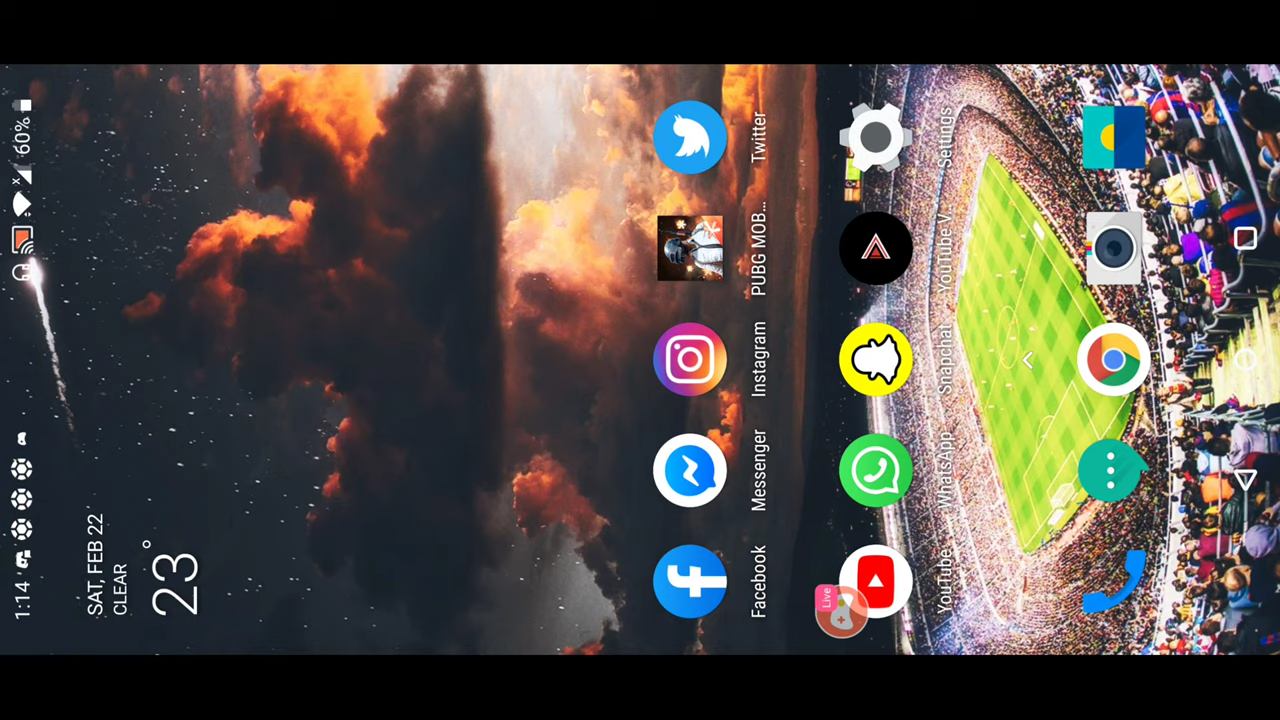 1:14
60%
SAT, FEB 22
CLEAR
23°
Facebook
Messenger
Instagram
PUBG MOB...
Twitter
Live
YouTube
WhatsApp
Snapchat
YouTube V..
Settings